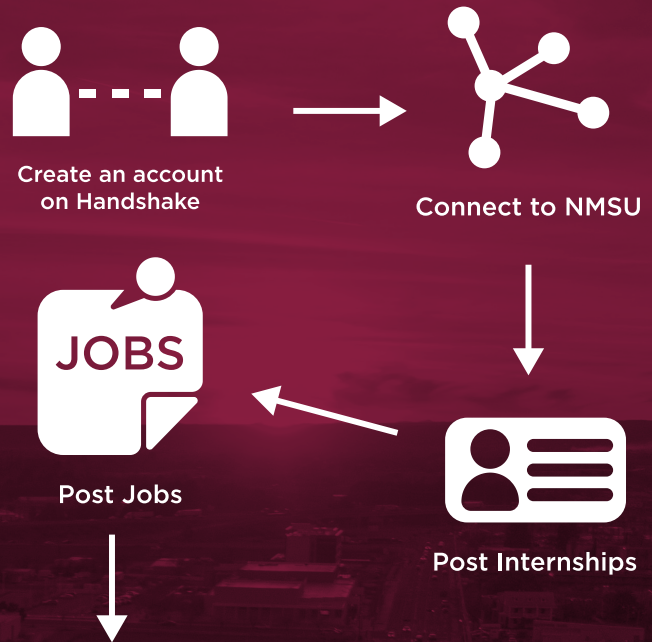 Create an account
on Handshake
Connect to NMSU
JOBS
Post Jobs
Post Internships